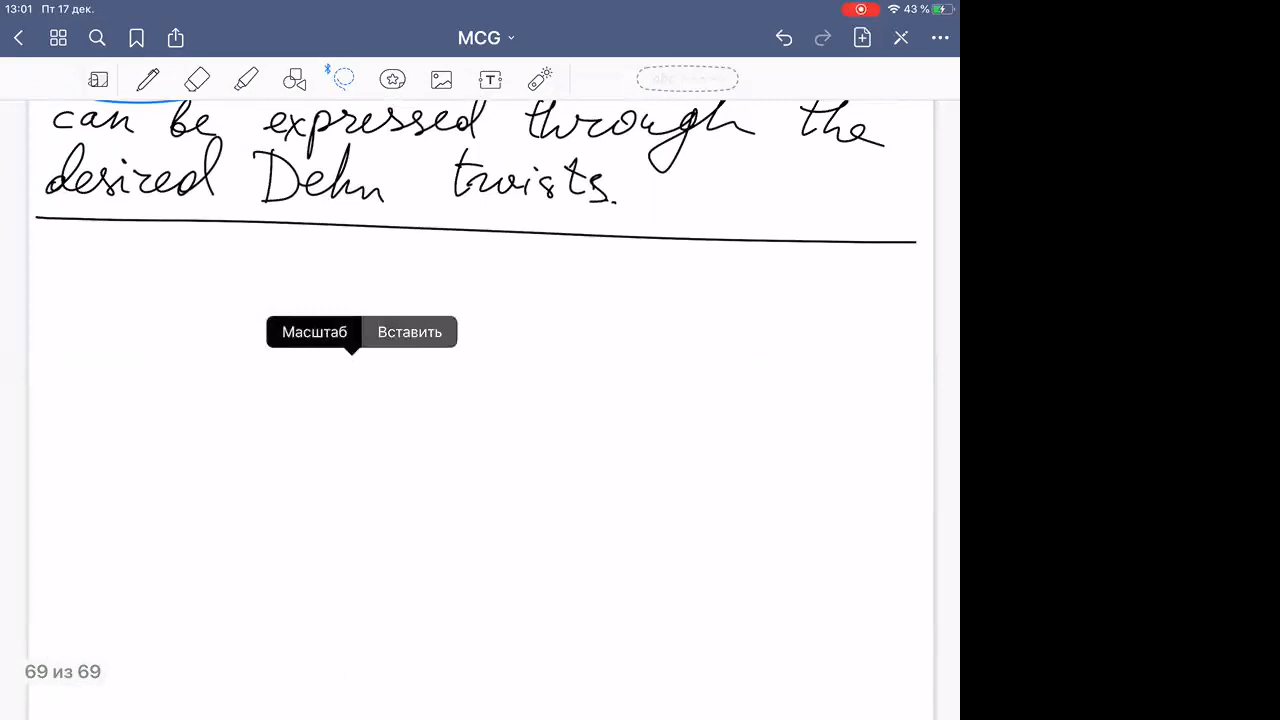 13:01 Пт 17 дек. 43 %
MCG
can be expressed through the
desired Dehn twists.
Масштаб Вставить
69 из 69